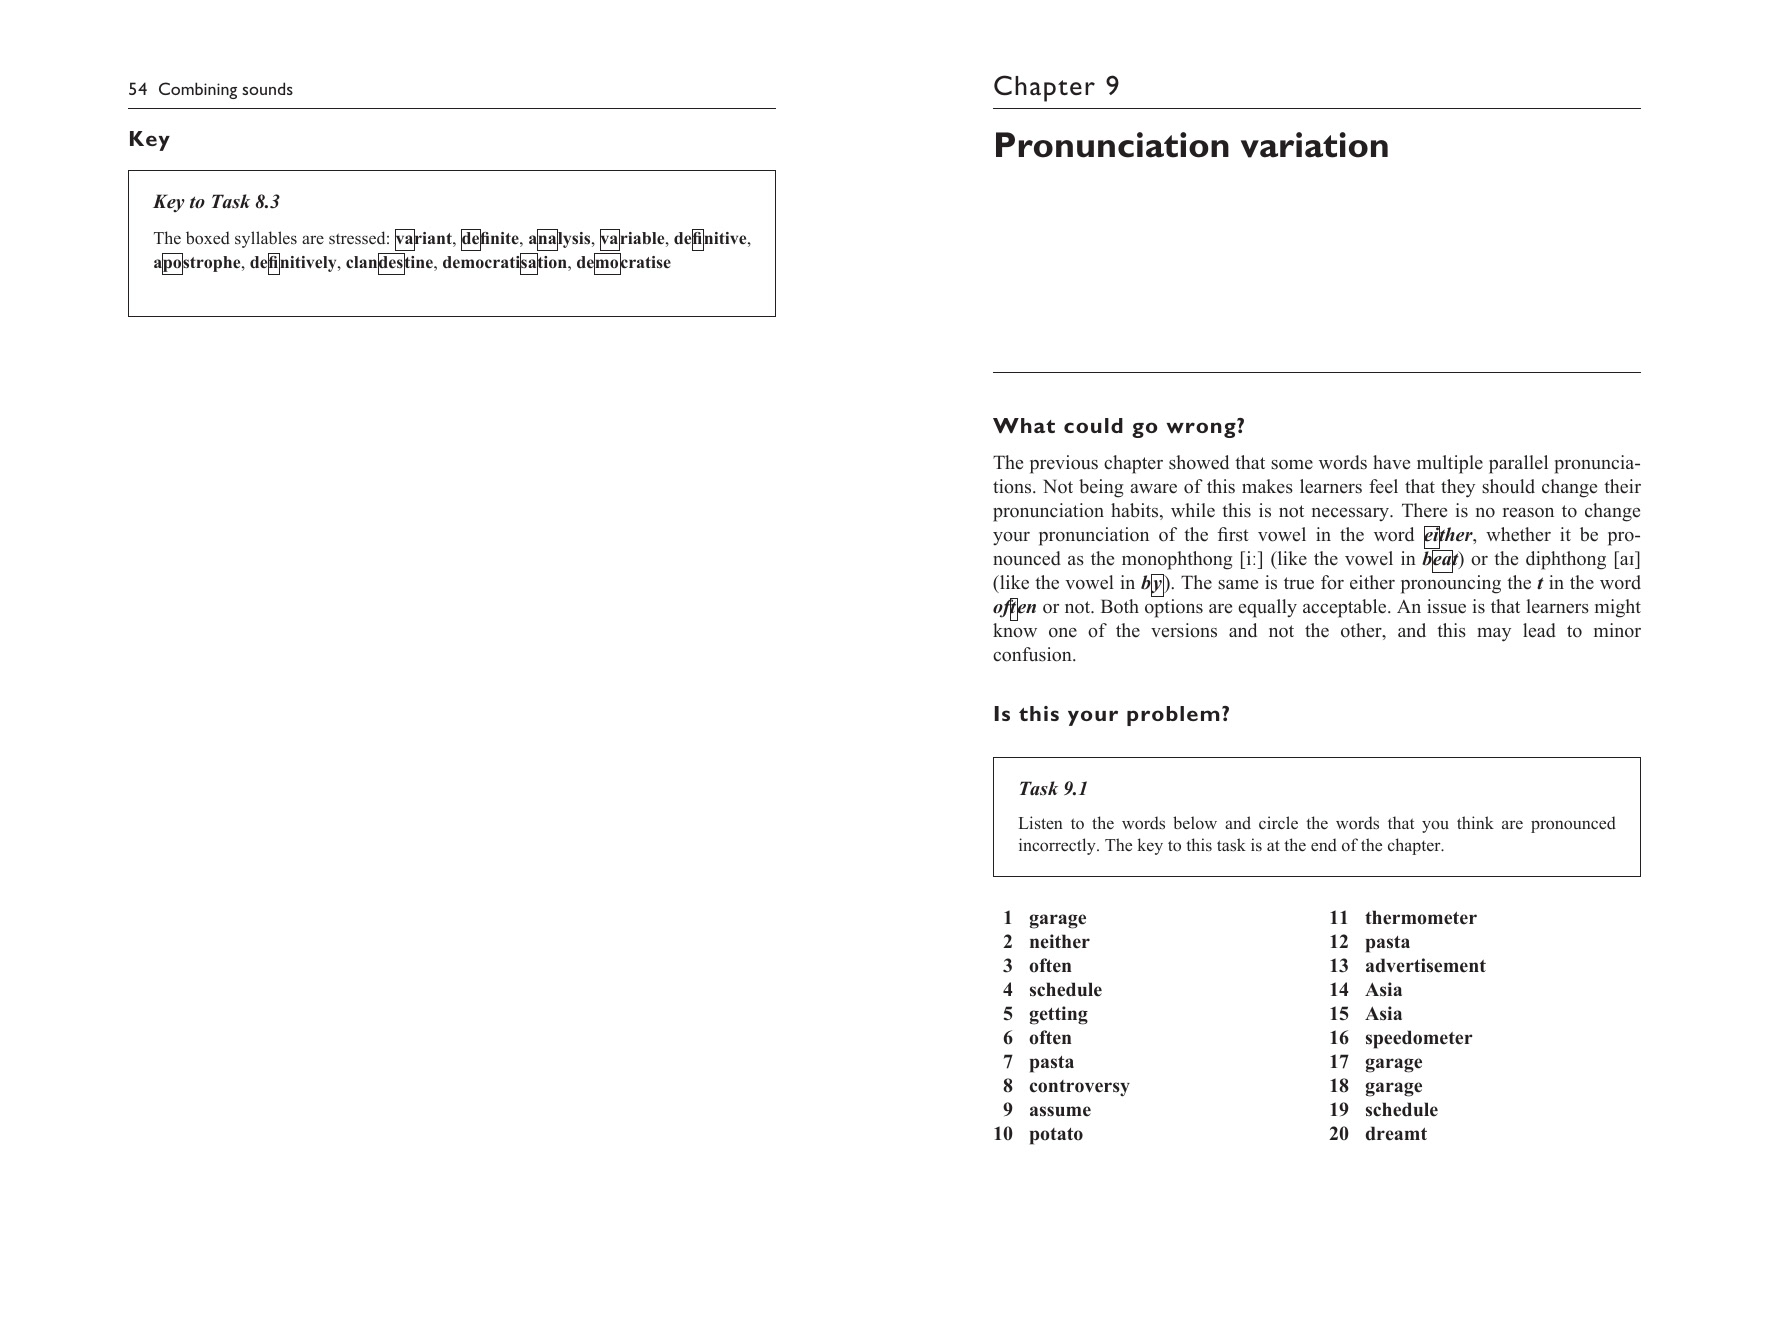 54 Combining sounds
Key
Key to Task 8.3
The boxed syllables are stressed: variant, definite, analysis, variable, definitive,
apostrophe, definitively, clandestine, democratisation, democratise
Chapter 9
Pronunciation variation
What could go wrong?
The previous chapter showed that some words have multiple parallel pronuncia-
tions. Not being aware of this makes learners feel that they should change their
pronunciation habits, while this is not necessary. There is no reason to change
your pronunciation of the first vowel in the word either, whether it be pro-
nounced as the monophthong [iː] (like the vowel in beat) or the diphthong [aɪ]
(like the vowel in by). The same is true for either pronouncing the t in the word
often or not. Both options are equally acceptable. An issue is that learners might
know one of the versions and not the other, and this may lead to minor
confusion.
Is this your problem?
Task 9.1
Listen to the words below and circle the words that you think are pronounced
incorrectly. The key to this task is at the end of the chapter.
1 garage
2 neither
3 often
4 schedule
5 getting
6 often
7 pasta
8 controversy
9 assume
10 potato
11 thermometer
12 pasta
13 advertisement
14 Asia
15 Asia
16 speedometer
17 garage
18 garage
19 schedule
20 dreamt